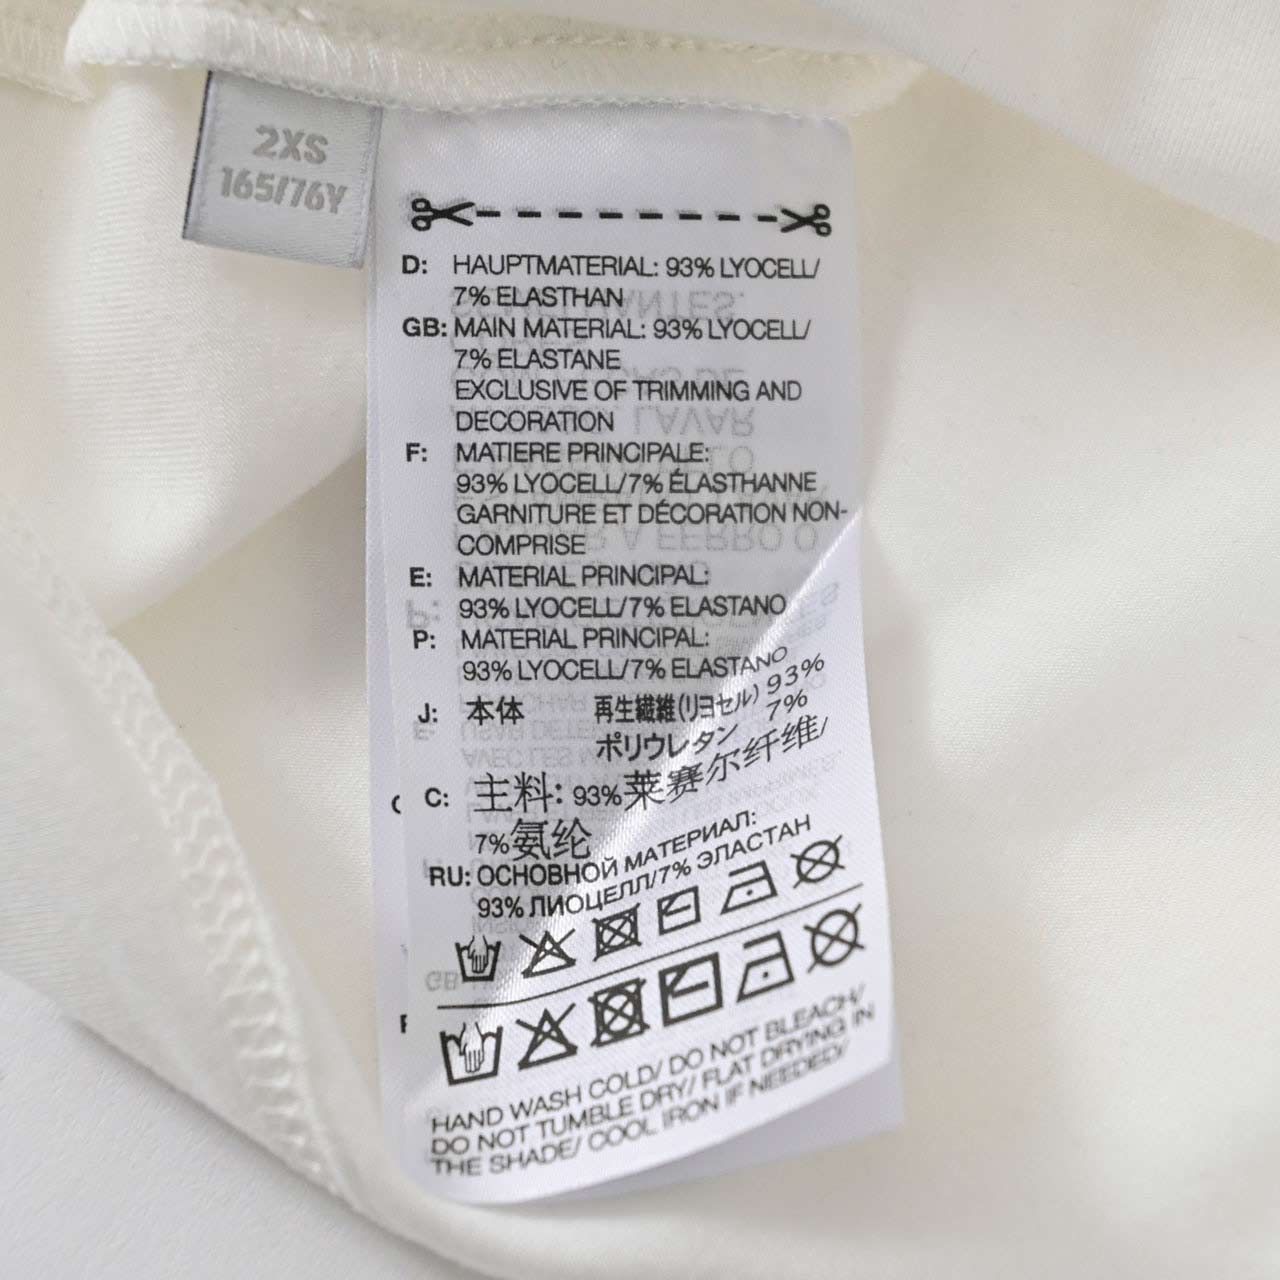 2XS
165/76Y
D: HAUPTMATERIAL: 93% LYOCELL/
7% ELASTHAN
GB: MAIN MATERIAL: 93% LYOCELL/
7% ELASTANE
EXCLUSIVE OF TRIMMING AND
DECORATION
F: MATIERE PRINCIPALE:
93% LYOCELL/7% ÉLASTHANNE
GARNITURE ET DÉCORATION NON-
COMPRISE
E: MATERIAL PRINCIPAL:
93% LYOCELL/7% ELASTANO
P: MATERIAL PRINCIPAL:
93% LYOCELL/7% ELASTANO
J: 本体 再生繊維(リヨセル) 93%
ポリウレタン 7%
C: 主料: 93%莱赛尔纤维/
7%氨纶
RU: ОСНОВНОЙ МАТЕРИАЛ:
93% ЛИОЦЕЛЛ/7% ЭЛАСТАН
HAND WASH COLD/ DO NOT BLEACH/
DO NOT TUMBLE DRY/ FLAT DRYING IN
THE SHADE/ COOL IRON IF NEEDED/